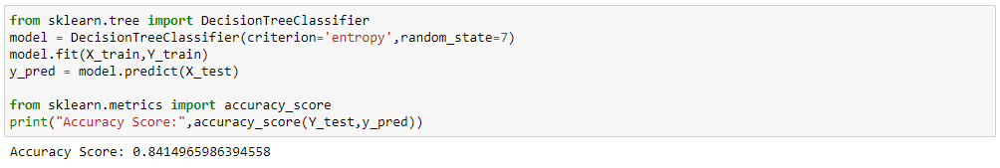 from sklearn.tree import DecisionTreeClassifier
model = DecisionTreeClassifier(criterion='entropy',random_state=7)
model.fit(X_train,Y_train)
y_pred = model.predict(X_test)
from sklearn.metrics import accuracy_score
print("Accuracy Score:",accuracy_score(Y_test,y_pred))
Accuracy Score: 0.8414965986394558